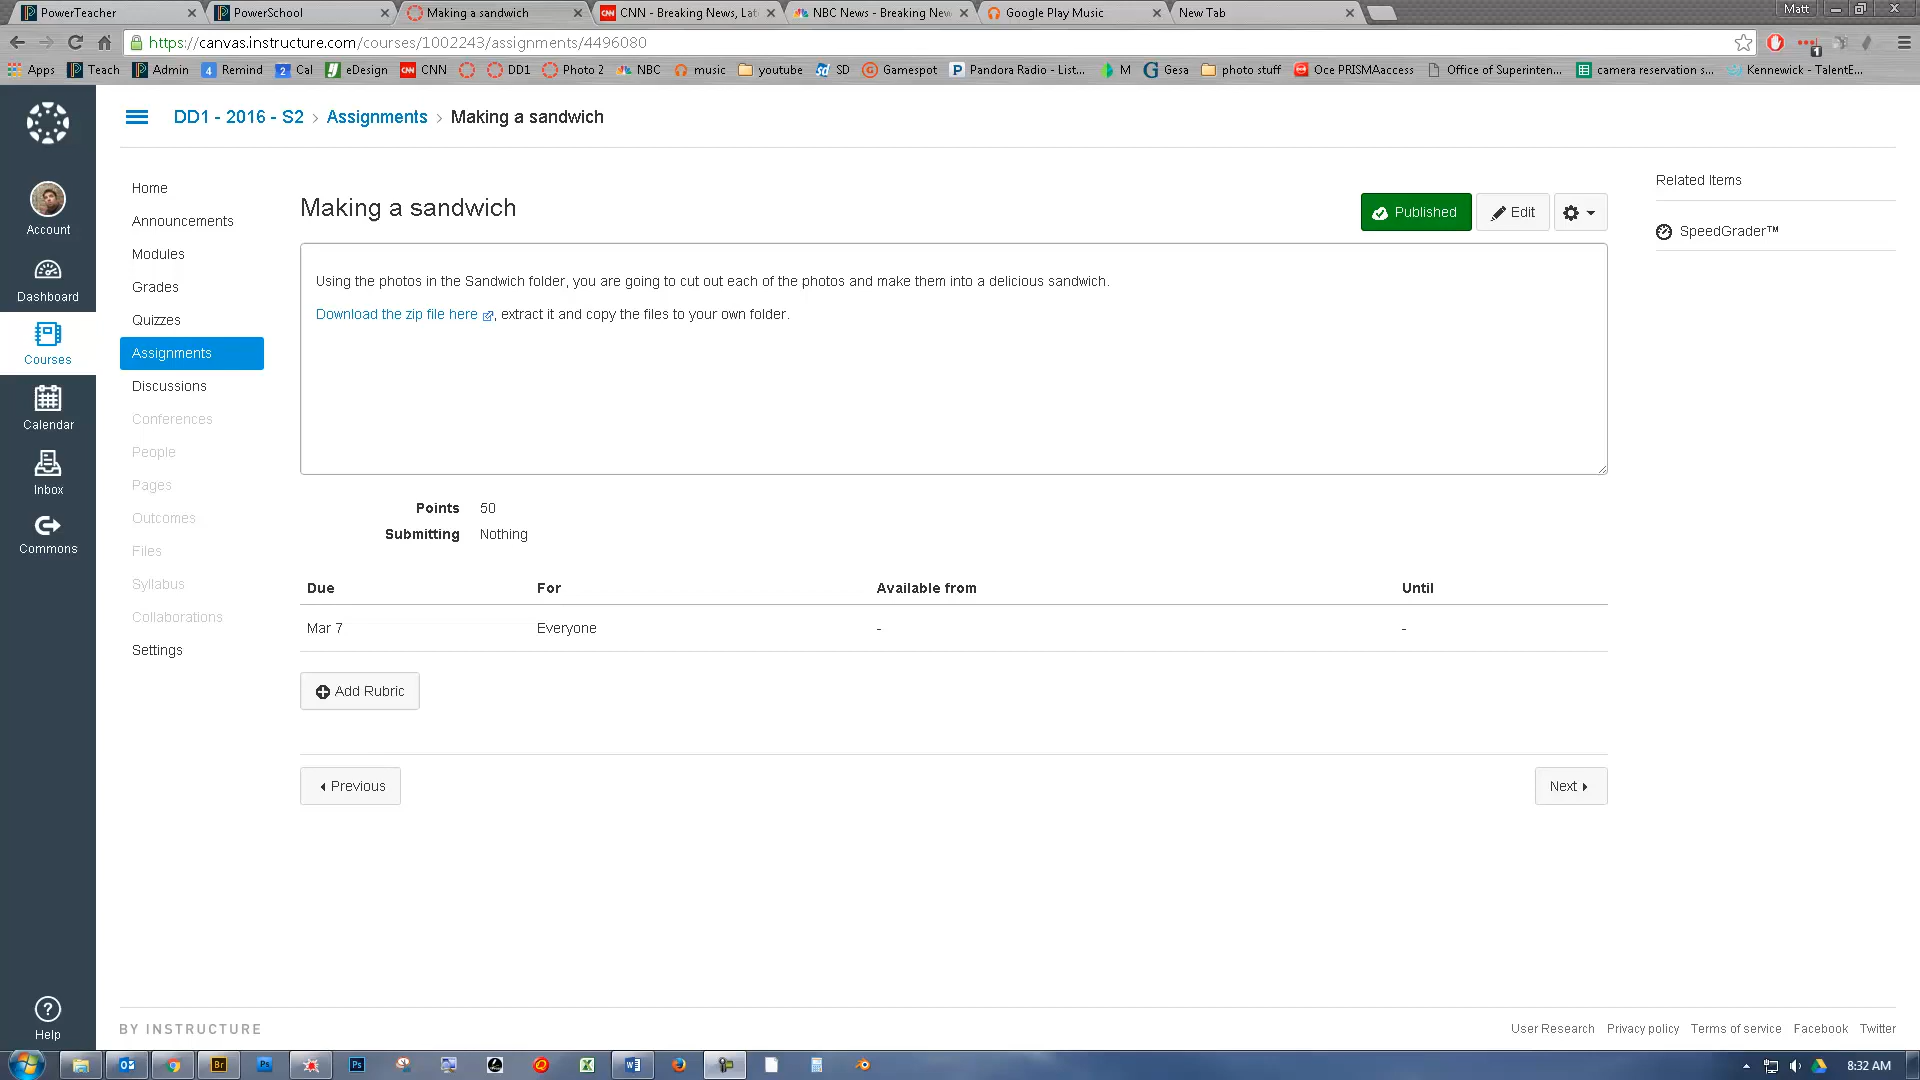 PowerTeacher
PowerSchool
Making a sandwich
CNN - Breaking News, Lat
NBC News - Breaking New
Google Play Music
New Tab
Matt
https://canvas.instructure.com/courses/1002243/assignments/4496080
1
Apps
Teach
Admin
4 Remind
2 Cal
eDesign
CNN
DD1
Photo 2
NBC
music
youtube
SD
Gamespot
Pandora Radio - List...
M
Gesa
photo stuff
Oce PRISMAaccess
Office of Superinten...
camera reservation s...
Kennewick - TalentE...
DD1 - 2016 - S2 › Assignments › Making a sandwich
Account
Dashboard
Courses
Calendar
Inbox
Commons
Help
Home
Announcements
Modules
Grades
Quizzes
Assignments
Discussions
Conferences
People
Pages
Outcomes
Files
Syllabus
Collaborations
Settings
Making a sandwich
Published
Edit
Using the photos in the Sandwich folder, you are going to cut out each of the photos and make them into a delicious sandwich.
Download the zip file here, extract it and copy the files to your own folder.
Points 50
Submitting Nothing
Due For Available from Until
Mar 7 Everyone - -
Add Rubric
Previous
Next
Related Items
SpeedGrader™
BY INSTRUCTURE
User Research Privacy policy Terms of service Facebook Twitter
8:32 AM